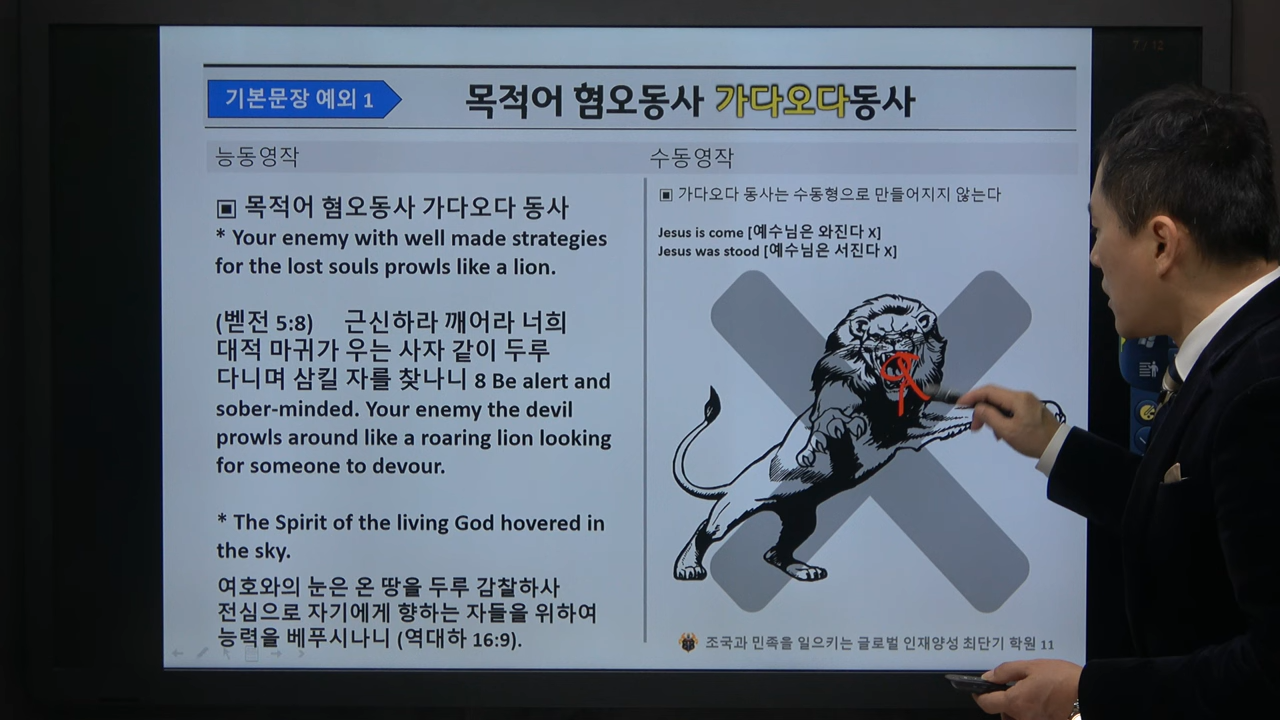 기본문장 예외 1
목적어 혐오동사 가다오다동사
능동영작
수동영작
▣ 목적어 혐오동사 가다오다 동사
* Your enemy with well made strategies
for the lost souls prowls like a lion.
(벧전 5:8) 근신하라 깨어라 너희
대적 마귀가 우는 사자 같이 두루
다니며 삼킬 자를 찾나니 8 Be alert and
sober-minded. Your enemy the devil
prowls around like a roaring lion looking
for someone to devour.
* The Spirit of the living God hovered in
the sky.
여호와의 눈은 온 땅을 두루 감찰하사
전심으로 자기에게 향하는 자들을 위하여
능력을 베푸시나니 (역대하 16:9).
▣ 가다오다 동사는 수동형으로 만들어지지 않는다
Jesus is come [예수님은 와진다 X]
Jesus was stood [예수님은 서진다 X]
조국과 민족을 일으키는 글로벌 인재양성 최단기 학원 11